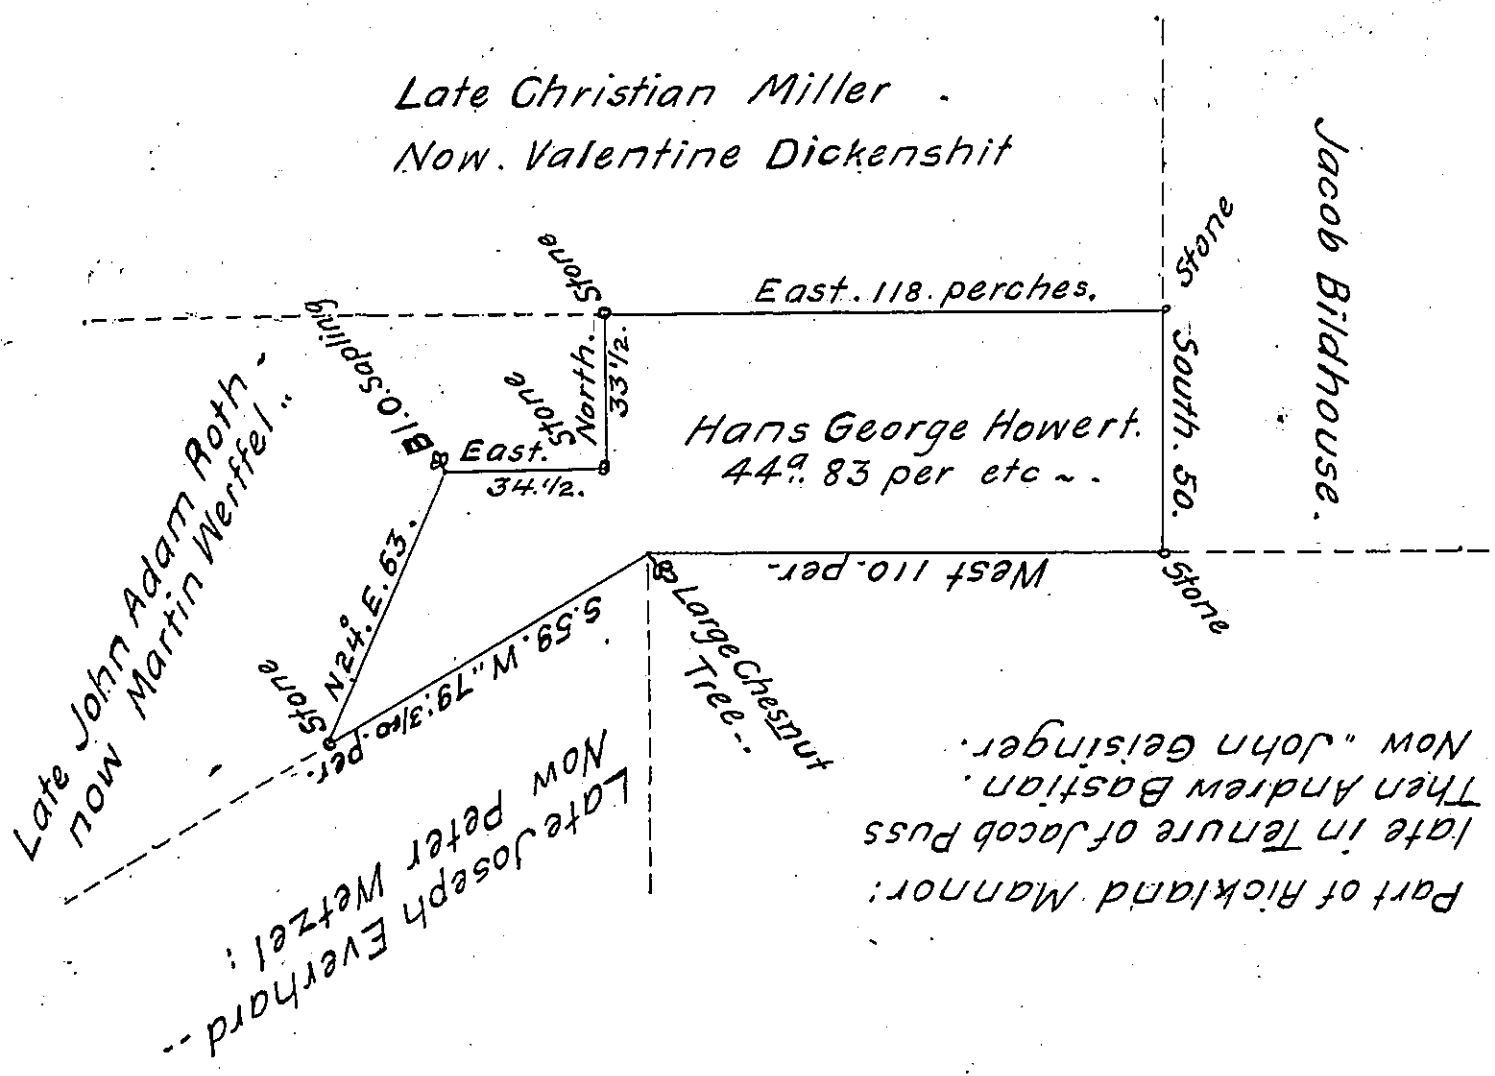 Late Christian Miller
Now. Valentine Dickenshit
Jacob Bildhouse.
Stone
Stone
East. 118. perches.
Bl. O. Sapling
Stone
North.
33 1/2.
South. 50.
East.
34. 1/2.
Hans George Howert.
44a. 83 per etc ~.
Late John Adam Roth -
now Martin Werffel..
N. 24°. E. 63.
Stone
West 110. per.
Stone
S. 59. W,, 79: 3/10. per.
Large Chesnut
Tree..
Late Joseph Everhard --
Now Peter Wetzel:
Part of Rickland Mannor:
late in Tenure of Jacob Puss
Then Andrew Bastian.
Now ,, John Geisinger.